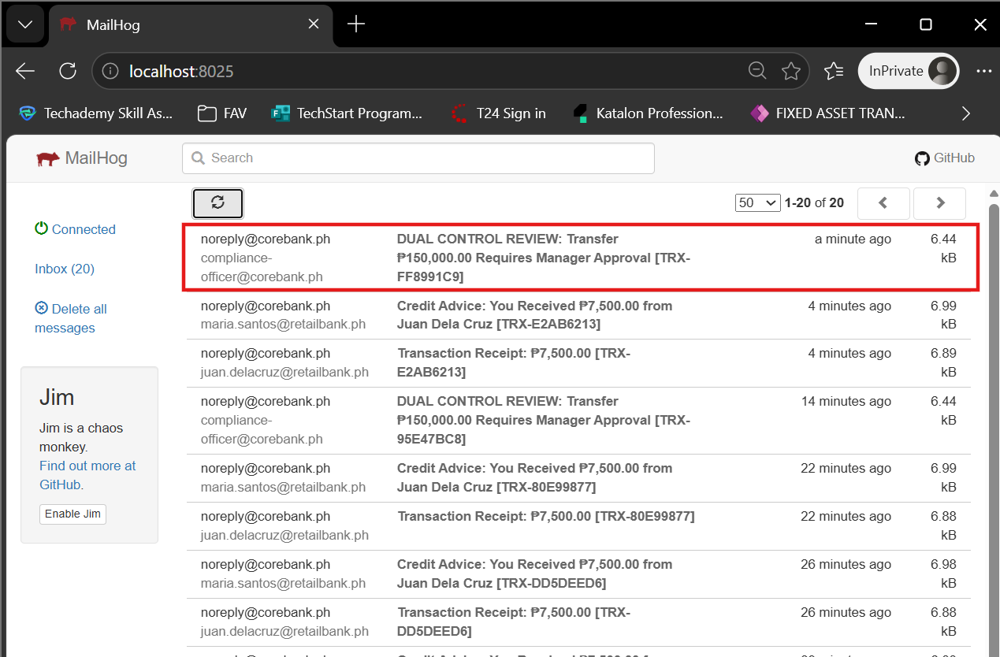 MailHog
localhost:8025
InPrivate
Techademy Skill As...
FAV
TechStart Program...
T24 Sign in
Katalon Profession...
FIXED ASSET TRAN...
MailHog
Search
GitHub
50
1-20 of 20
Connected
Inbox (20)
Delete all
messages
Jim
Jim is a chaos
monkey.
Find out more at
GitHub.
Enable Jim
noreply@corebank.ph DUAL CONTROL REVIEW: Transfer a minute ago 6.44
compliance- ₱150,000.00 Requires Manager Approval [TRX- kB
officer@corebank.ph FF8991C9]
noreply@corebank.ph Credit Advice: You Received ₱7,500.00 from 4 minutes ago 6.99
maria.santos@retailbank.ph Juan Dela Cruz [TRX-E2AB6213] kB
noreply@corebank.ph Transaction Receipt: ₱7,500.00 [TRX- 4 minutes ago 6.89
juan.delacruz@retailbank.ph E2AB6213] kB
noreply@corebank.ph DUAL CONTROL REVIEW: Transfer 14 minutes ago 6.44
compliance- ₱150,000.00 Requires Manager Approval [TRX- kB
officer@corebank.ph 95E47BC8]
noreply@corebank.ph Credit Advice: You Received ₱7,500.00 from 22 minutes ago 6.99
maria.santos@retailbank.ph Juan Dela Cruz [TRX-80E99877] kB
noreply@corebank.ph Transaction Receipt: ₱7,500.00 [TRX-80E99877] 22 minutes ago 6.88
juan.delacruz@retailbank.ph kB
noreply@corebank.ph Credit Advice: You Received ₱7,500.00 from 26 minutes ago 6.98
maria.santos@retailbank.ph Juan Dela Cruz [TRX-DD5DEED6] kB
noreply@corebank.ph Transaction Receipt: ₱7,500.00 [TRX- 26 minutes ago 6.88
juan.delacruz@retailbank.ph DD5DEED6] kB